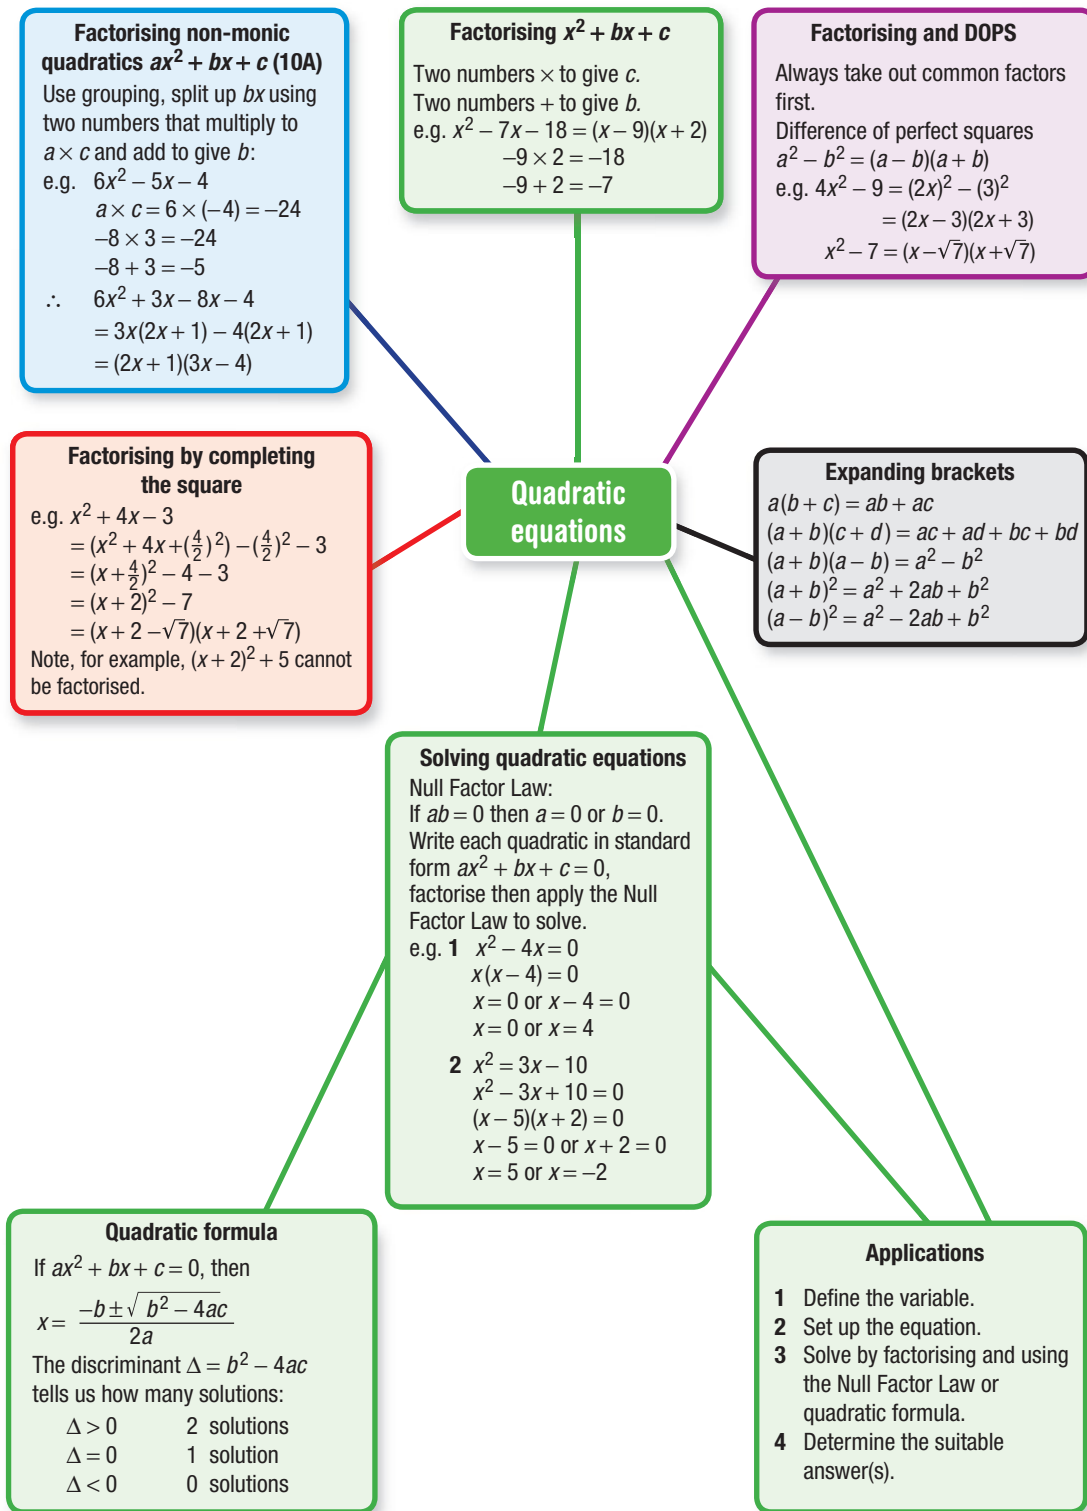 Factorising non-monic
quadratics ax² + bx + c (10A)
Use grouping, split up bx using
two numbers that multiply to
a × c and add to give b:
e.g. 6x² − 5x − 4
a × c = 6 × (−4) = −24
−8 × 3 = −24
−8 + 3 = −5
∴ 6x² + 3x − 8x − 4
= 3x(2x + 1) − 4(2x + 1)
= (2x + 1)(3x − 4)
Factorising x² + bx + c
Two numbers × to give c.
Two numbers + to give b.
e.g. x² − 7x − 18 = (x − 9)(x + 2)
−9 × 2 = −18
−9 + 2 = −7
Factorising and DOPS
Always take out common factors
first.
Difference of perfect squares
a² − b² = (a − b)(a + b)
e.g. 4x² − 9 = (2x)² − (3)²
= (2x − 3)(2x + 3)
x² − 7 = (x − √7)(x + √7)
Factorising by completing
the square
e.g. x² + 4x − 3
= (x² + 4x + (4/2)²) − (4/2)² − 3
= (x + 4/2)² − 4 − 3
= (x + 2)² − 7
= (x + 2 − √7)(x + 2 + √7)
Note, for example, (x + 2)² + 5 cannot
be factorised.
Quadratic
equations
Expanding brackets
a(b + c) = ab + ac
(a + b)(c + d) = ac + ad + bc + bd
(a + b)(a − b) = a² − b²
(a + b)² = a² + 2ab + b²
(a − b)² = a² − 2ab + b²
Solving quadratic equations
Null Factor Law:
If ab = 0 then a = 0 or b = 0.
Write each quadratic in standard
form ax² + bx + c = 0,
factorise then apply the Null
Factor Law to solve.
e.g. 1 x² − 4x = 0
x(x − 4) = 0
x = 0 or x − 4 = 0
x = 0 or x = 4
2 x² = 3x − 10
x² − 3x + 10 = 0
(x − 5)(x + 2) = 0
x − 5 = 0 or x + 2 = 0
x = 5 or x = −2
Quadratic formula
If ax² + bx + c = 0, then
x = (−b ± √(b² − 4ac))/(2a)
The discriminant Δ = b² − 4ac
tells us how many solutions:
Δ > 0 2 solutions
Δ = 0 1 solution
Δ < 0 0 solutions
Applications
1 Define the variable.
2 Set up the equation.
3 Solve by factorising and using
the Null Factor Law or
quadratic formula.
4 Determine the suitable
answer(s).